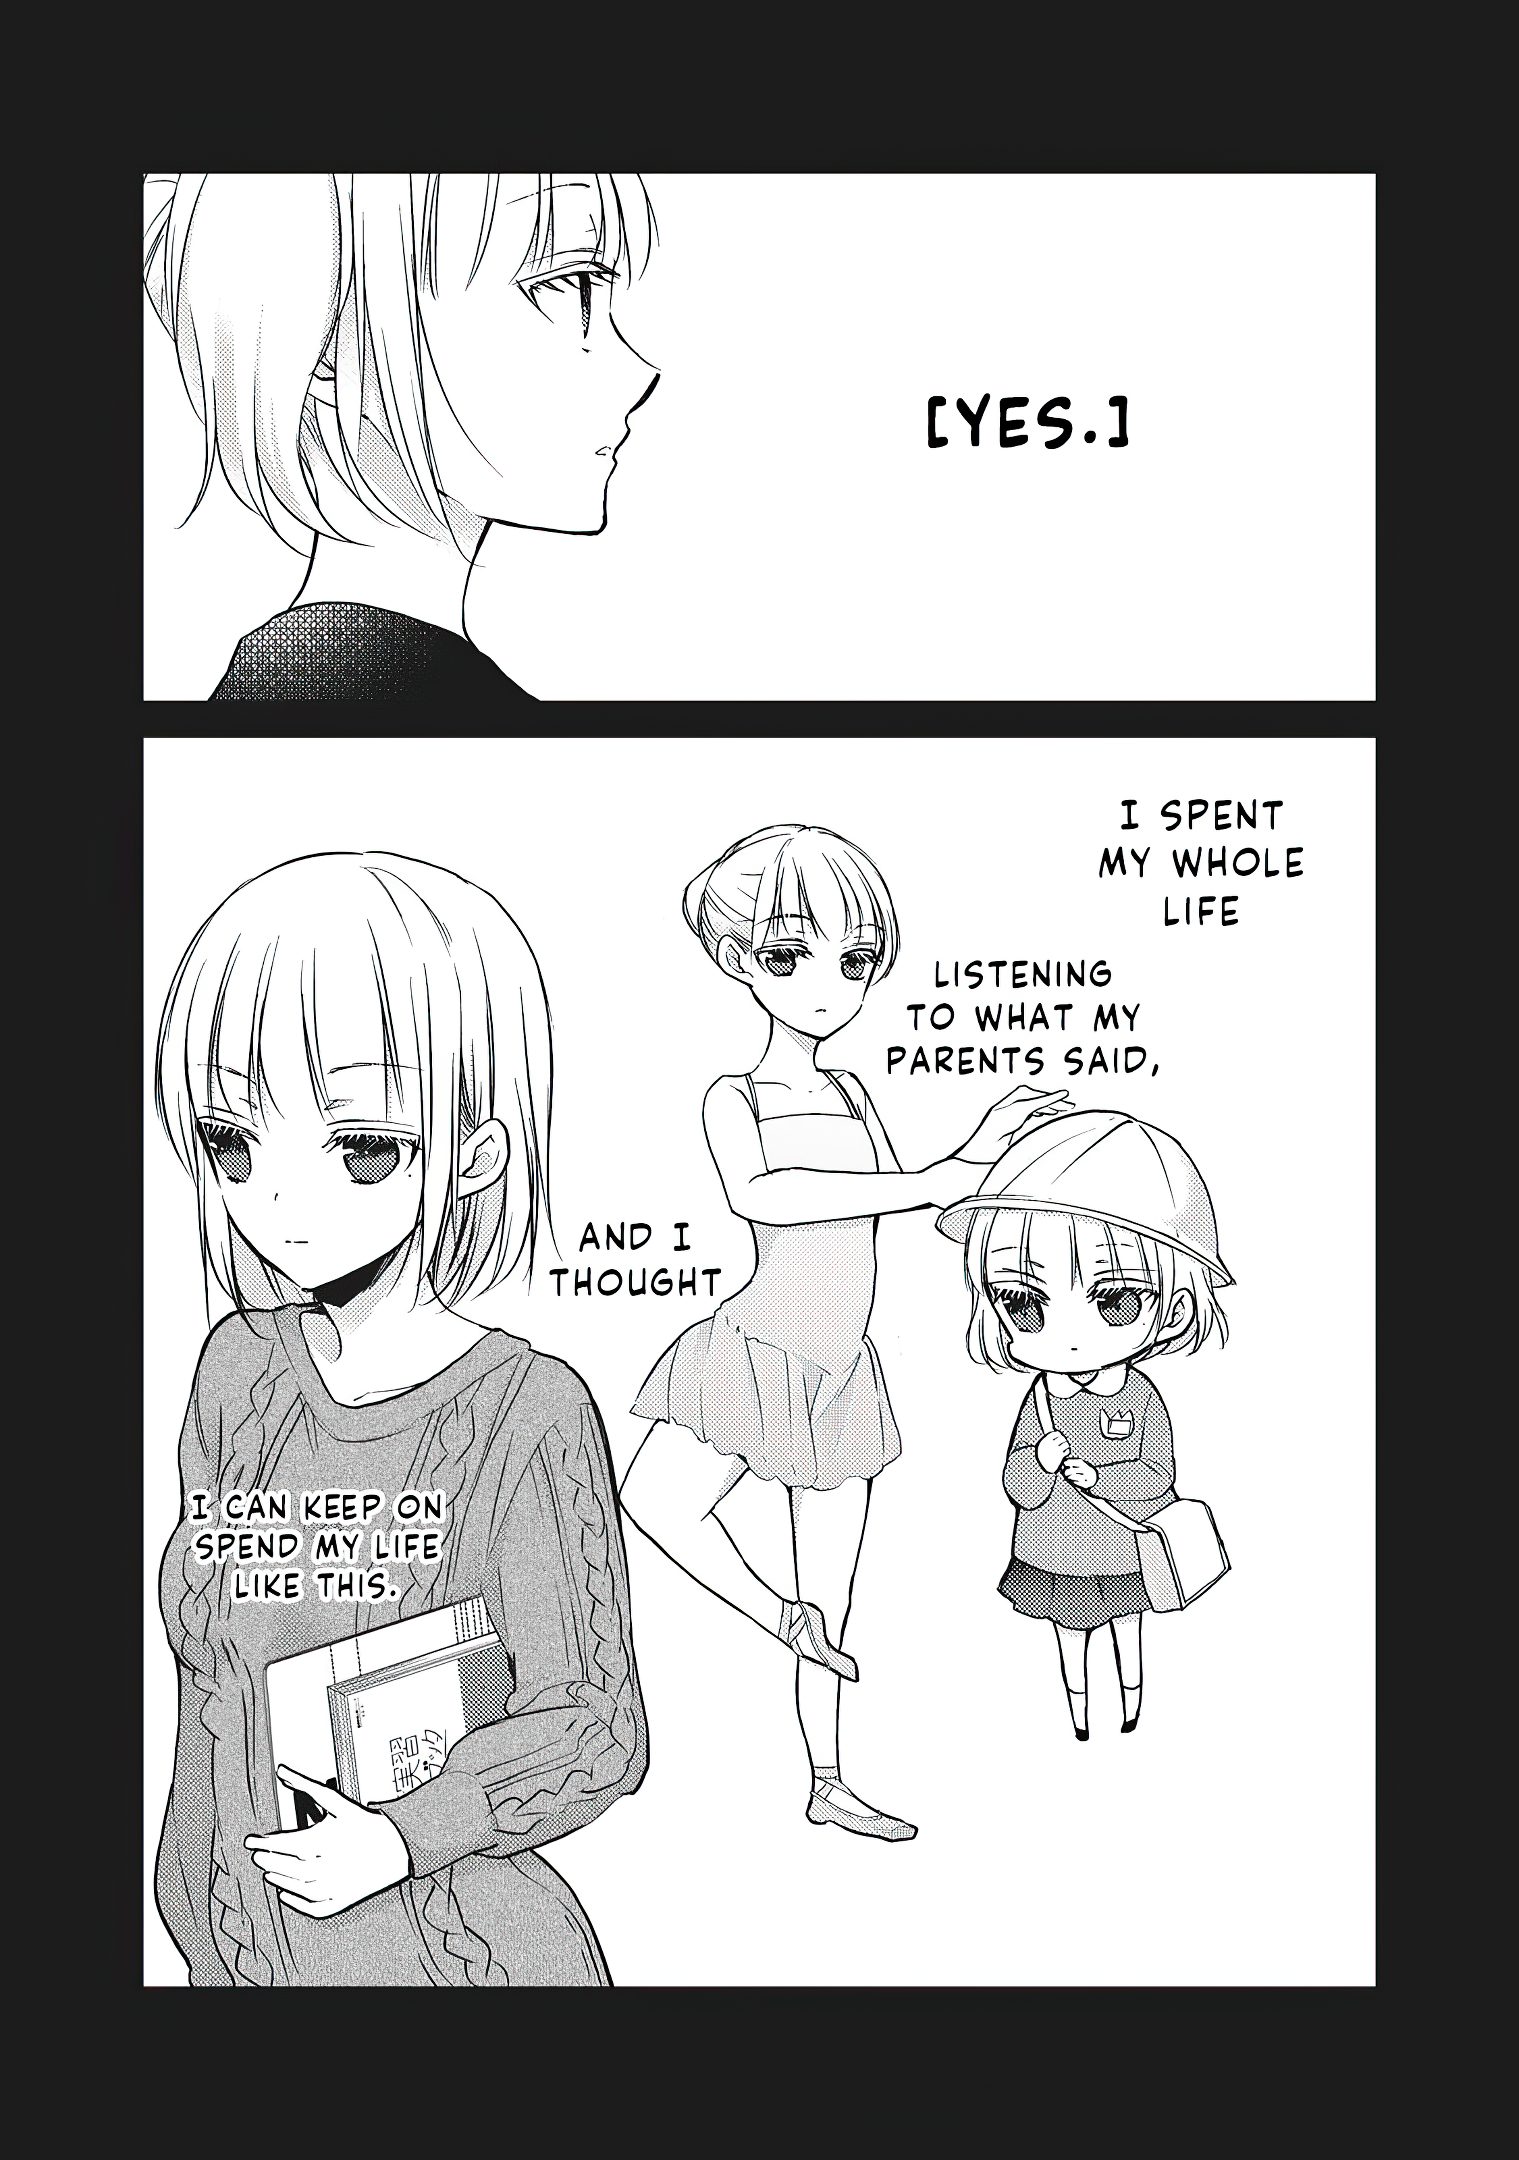 [YES.]
I SPENT
MY WHOLE
LIFE
LISTENING
TO WHAT MY
PARENTS SAID,
AND I
THOUGHT
I CAN KEEP ON
SPEND MY LIFE
LIKE THIS.